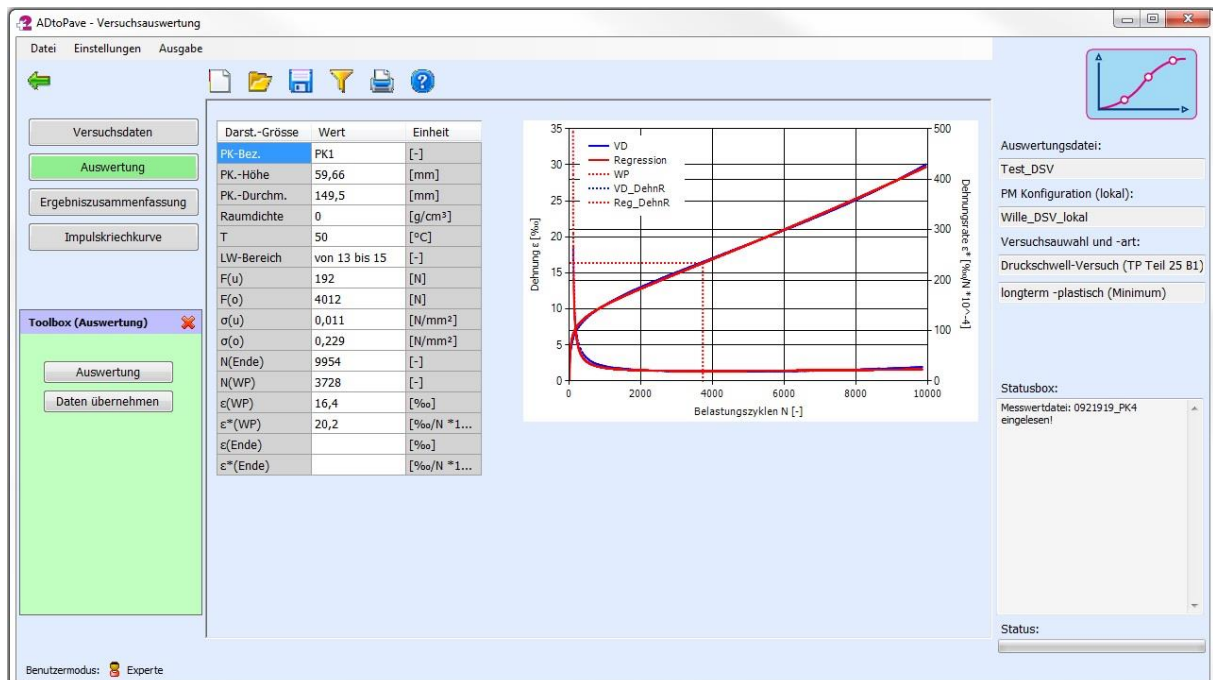 ADtoPave - Versuchsauswertung
Datei Einstellungen Ausgabe
Versuchsdaten
Auswertung
Ergebniszusammenfassung
Impulskriechkurve
Toolbox (Auswertung)
Auswertung
Daten übernehmen
Darst.-Grösse Wert Einheit
PK-Bez. PK1 [-]
PK.-Höhe 59,66 [mm]
PK.-Durchm. 149,5 [mm]
Raumdichte 0 [g/cm³]
T 50 [°C]
LW-Bereich von 13 bis 15 [-]
F(u) 192 [N]
F(o) 4012 [N]
σ(u) 0,011 [N/mm²]
σ(o) 0,229 [N/mm²]
N(Ende) 9954 [-]
N(WP) 3728 [-]
ε(WP) 16,4 [‰]
ε*(WP) 20,2 [‰/N *1...
ε(Ende) [‰]
ε*(Ende) [‰/N *1...
VD
Regression
WP
VD_DehnR
Reg_DehnR
35
30
25
20
15
10
5
0
Dehnung ε [‰]
500
400
300
200
100
0
Dehnungsrate ε* [‰/N *10^-4]
0 2000 4000 6000 8000 10000
Belastungszyklen N [-]
Auswertungsdatei:
Test_DSV
PM Konfiguration (lokal):
Wille_DSV_lokal
Versuchsauwahl und -art:
Druckschwell-Versuch (TP Teil 25 B1)
longterm -plastisch (Minimum)
Statusbox:
Messwertdatei: 0921919_PK4
eingelesen!
Status:
Benutzermodus: Experte